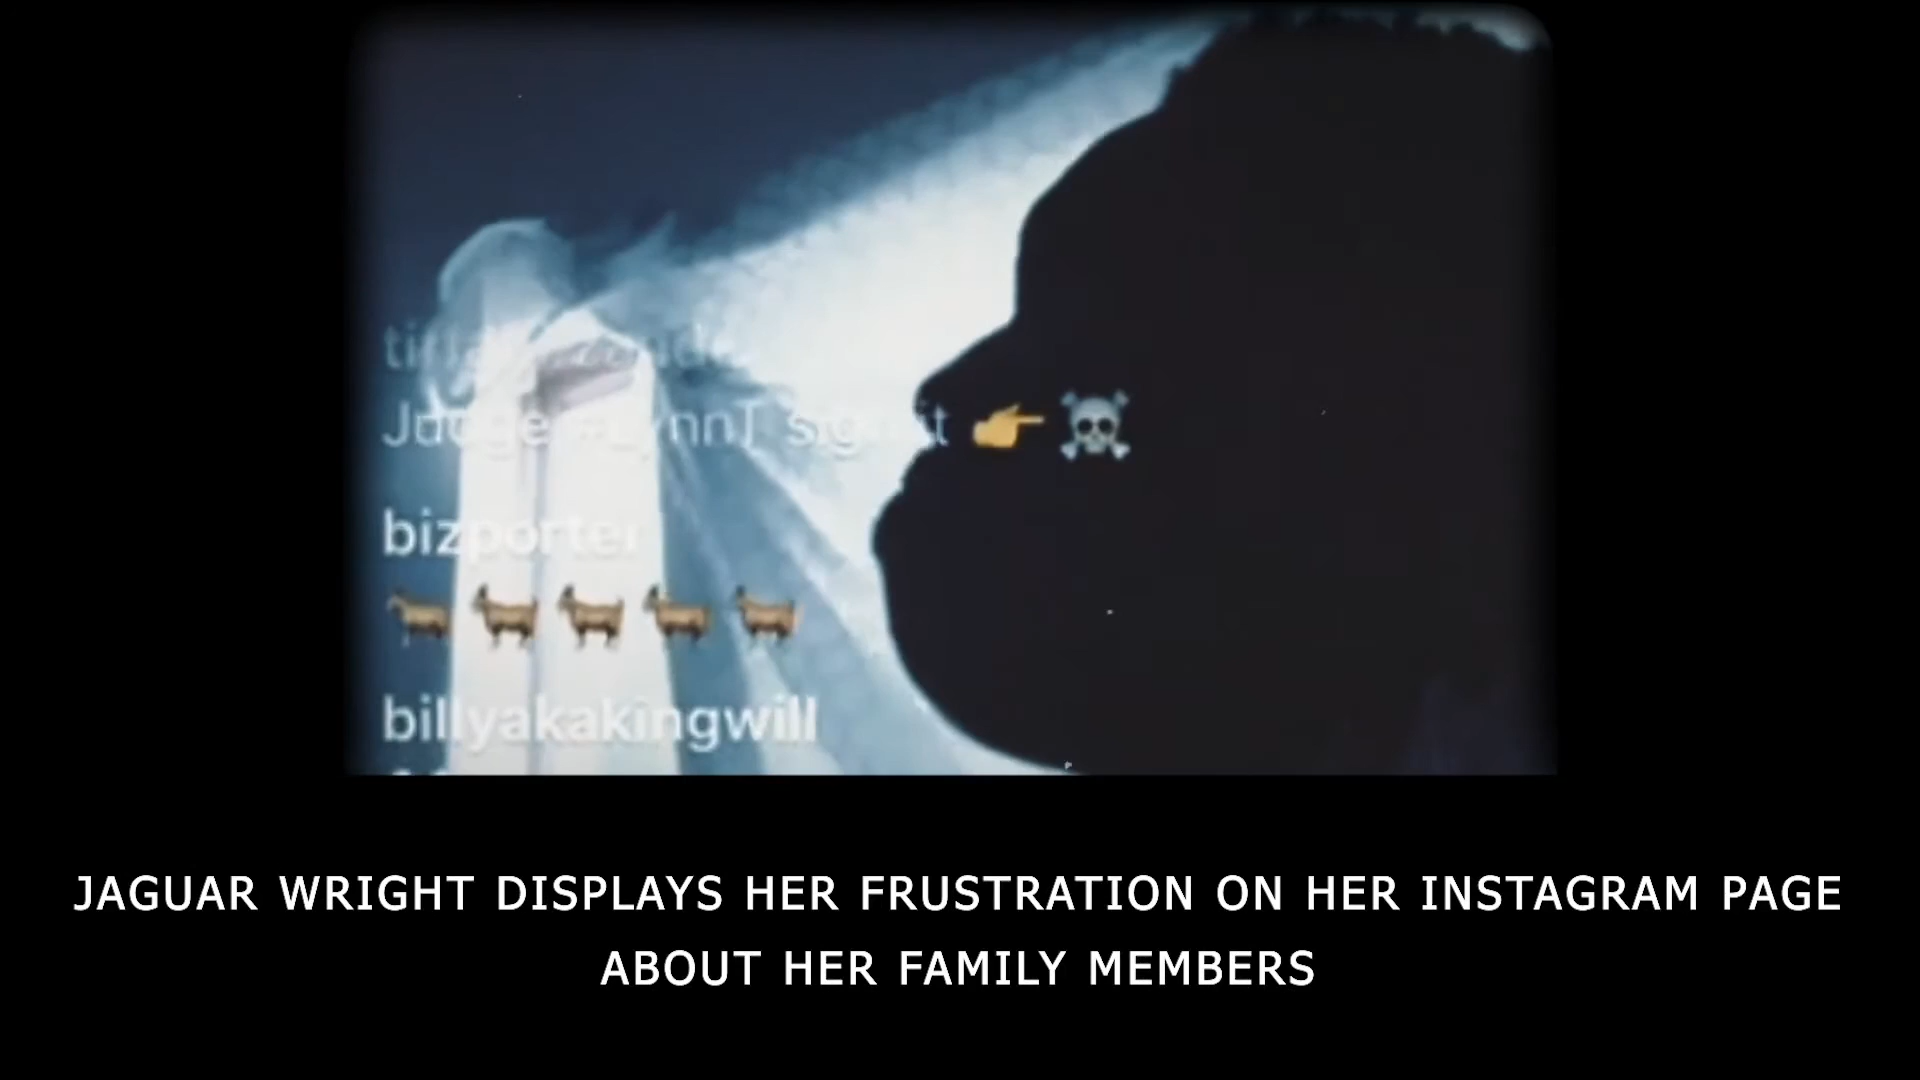 bizporter
billyakakingwill
JAGUAR WRIGHT DISPLAYS HER FRUSTRATION ON HER INSTAGRAM PAGE
ABOUT HER FAMILY MEMBERS